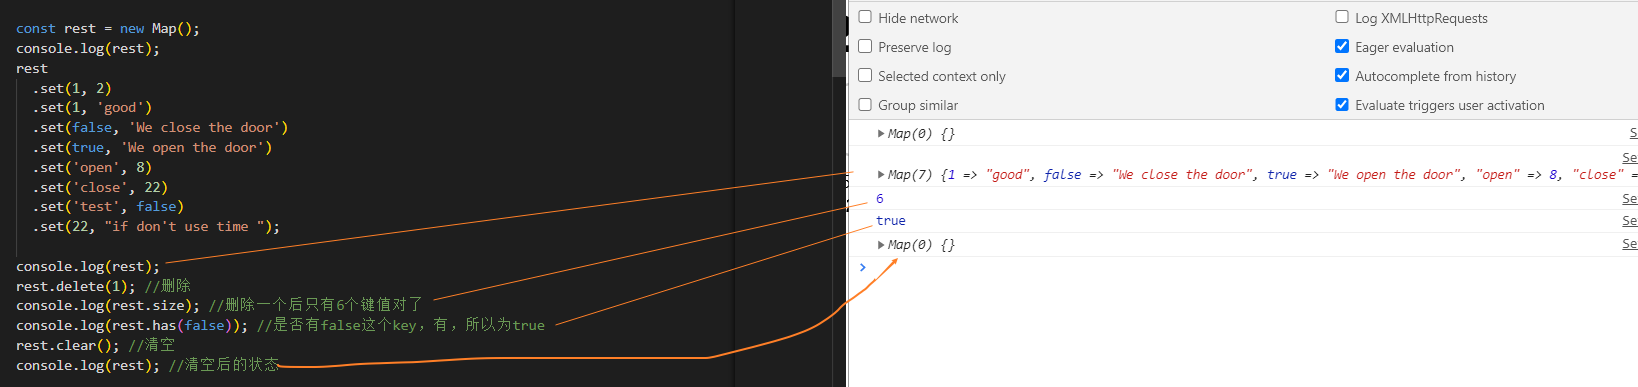 const rest = new Map();
console.log(rest);
rest
.set(1, 2)
.set(1, 'good')
.set(false, 'We close the door')
.set(true, 'We open the door')
.set('open', 8)
.set('close', 22)
.set('test', false)
.set(22, "if don't use time ");
console.log(rest);
rest.delete(1); //删除
console.log(rest.size); //删除一个后只有6个键值对了
console.log(rest.has(false)); //是否有false这个key，有，所以为true
rest.clear(); //清空
console.log(rest); //清空后的状态
Hide network
Log XMLHttpRequests
Preserve log
Eager evaluation
Selected context only
Autocomplete from history
Group similar
Evaluate triggers user activation
Map(0) {}
Se
Se
Map(7) {1 => "good", false => "We close the door", true => "We open the door", "open" => 8, "close" =
6
Se
true
Se
Map(0) {}
Se